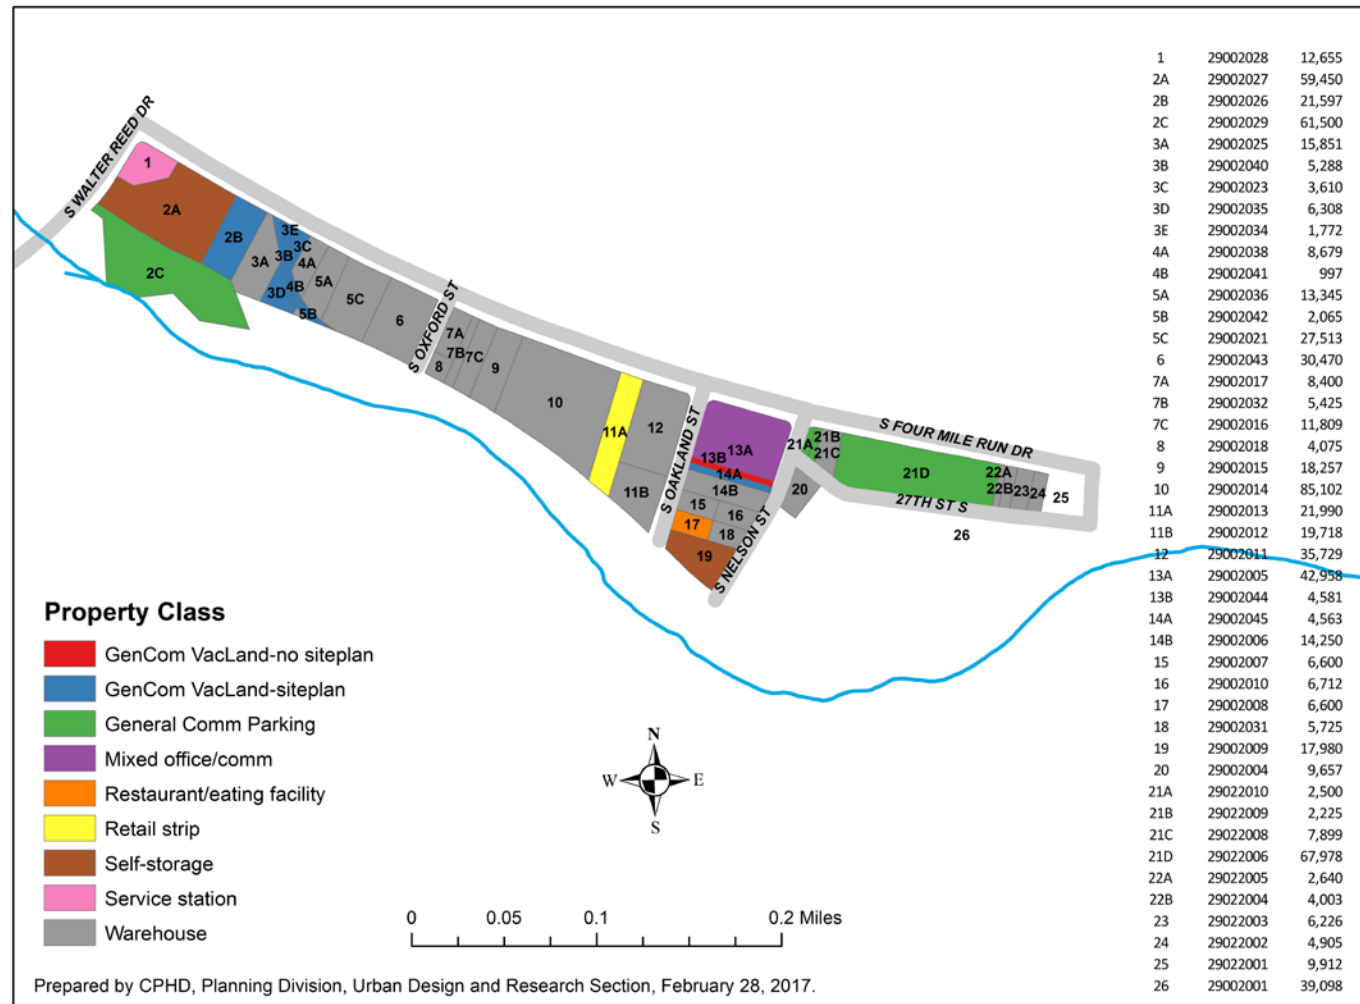 S WALTER REED DR
1
2A
2B
2C
3A
3B
3C
3D
3E
4A
4B
5A
5B
5C
6
S OXFORD ST
7A
7B
7C
8
9
10
11A
11B
12
S OAKLAND ST
13A
13B
14A
14B
15
16
17
18
19
S NELSON ST
20
21A
21B
21C
21D
S FOUR MILE RUN DR
22A
22B
23
24
25
27TH ST S
26
1 29002028 12,655
2A 29002027 59,450
2B 29002026 21,597
2C 29002029 61,500
3A 29002025 15,851
3B 29002040 5,288
3C 29002023 3,610
3D 29002035 6,308
3E 29002034 1,772
4A 29002038 8,679
4B 29002041 997
5A 29002036 13,345
5B 29002042 2,065
5C 29002021 27,513
6 29002043 30,470
7A 29002017 8,400
7B 29002032 5,425
7C 29002016 11,809
8 29002018 4,075
9 29002015 18,257
10 29002014 85,102
11A 29002013 21,990
11B 29002012 19,718
12 29002011 35,729
13A 29002005 42,958
13B 29002044 4,581
14A 29002045 4,563
14B 29002006 14,250
15 29002007 6,600
16 29002010 6,712
17 29002008 6,600
18 29002031 5,725
19 29002009 17,980
20 29002004 9,657
21A 29022010 2,500
21B 29022009 2,225
21C 29022008 7,899
21D 29022006 67,978
22A 29022005 2,640
22B 29022004 4,003
23 29022003 6,226
24 29022002 4,905
25 29022001 9,912
26 29002001 39,098
Property Class
GenCom VacLand-no siteplan
GenCom VacLand-siteplan
General Comm Parking
Mixed office/comm
Restaurant/eating facility
Retail strip
Self-storage
Service station
Warehouse
N
W E
S
0 0.05 0.1 0.2 Miles
Prepared by CPHD, Planning Division, Urban Design and Research Section, February 28, 2017.